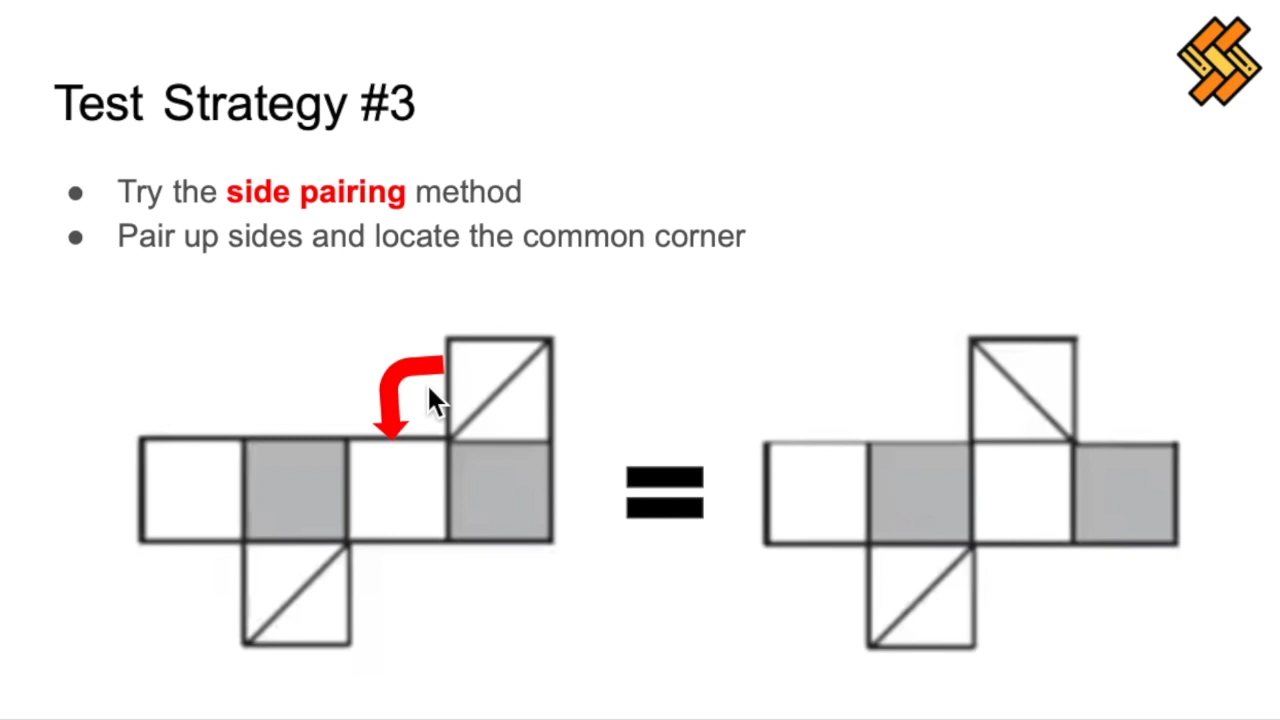 Test Strategy #3
● Try the side pairing method
● Pair up sides and locate the common corner